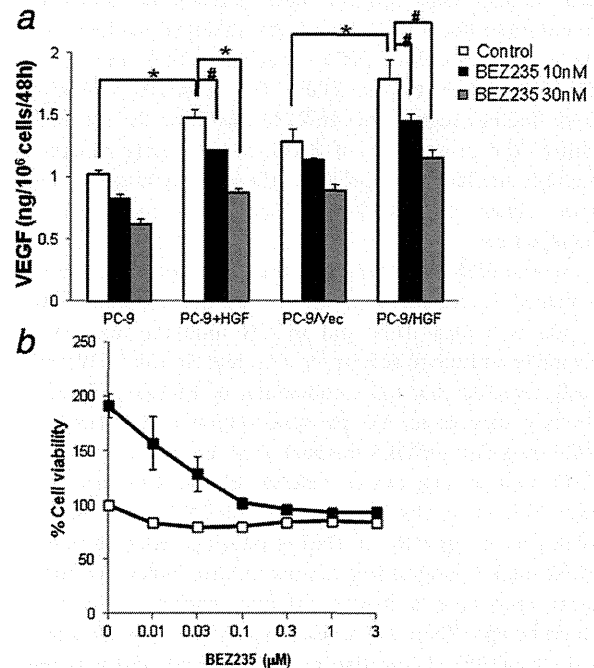 a
VEGF (ng/10⁶ cells/48h)
2
1.5
1
0.5
0
* # *
* # #
Control
BEZ235 10nM
BEZ235 30nM
PC-9 PC-9+HGF PC-9/Vec PC-9/HGF
b
% Cell viability
250
200
150
100
50
0
0 0.01 0.03 0.1 0.3 1 3
BEZ235 (µM)